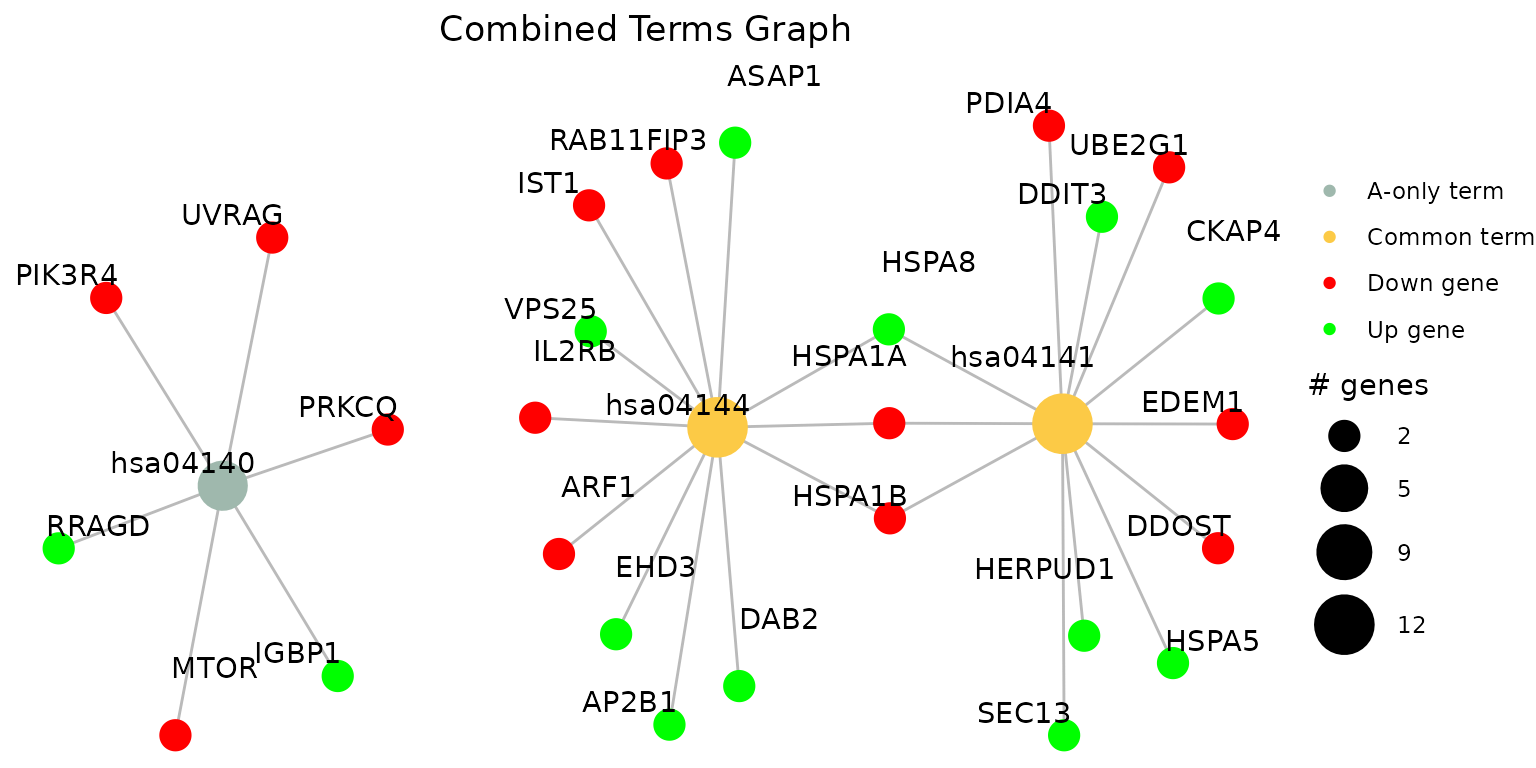 Combined Terms Graph
ASAP1
PDIA4
RAB11FIP3
UBE2G1
IST1
DDIT3
UVRAG
CKAP4
HSPA8
PIK3R4
VPS25
IL2RB
HSPA1A
hsa04141
PRKCQ
hsa04144
EDEM1
hsa04140
ARF1
HSPA1B
RRAGD
DDOST
EHD3
HERPUD1
DAB2
HSPA5
IGBP1
MTOR
AP2B1
SEC13
A-only term
Common term
Down gene
Up gene
# genes
2
5
9
12